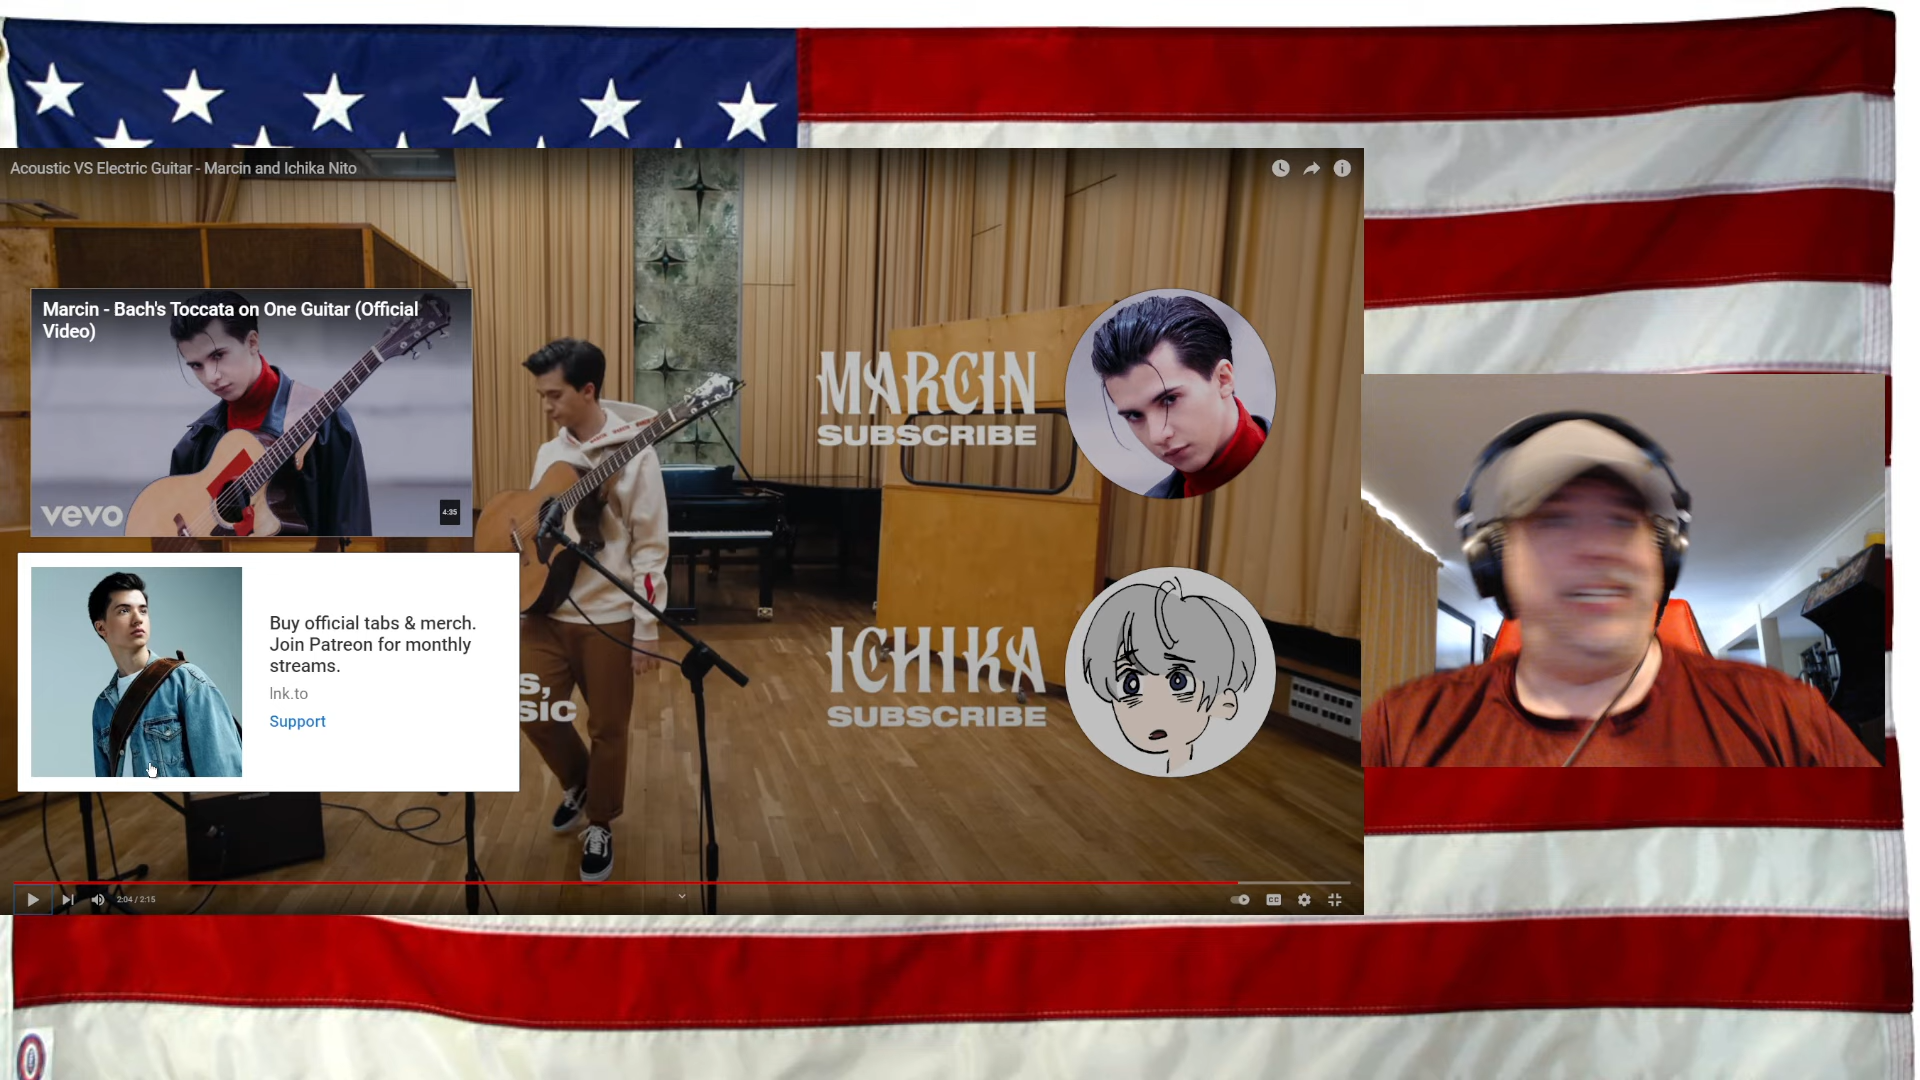 Acoustic VS Electric Guitar - Marcin and Ichika Nito
Marcin - Bach's Toccata on One Guitar (Official
Video)
vevo
4:35
MARCIN
SUBSCRIBE
Buy official tabs & merch.
Join Patreon for monthly
streams.
lnk.to
Support
S,
SIC
ICHIKA
SUBSCRIBE
2:04 / 2:15
CC